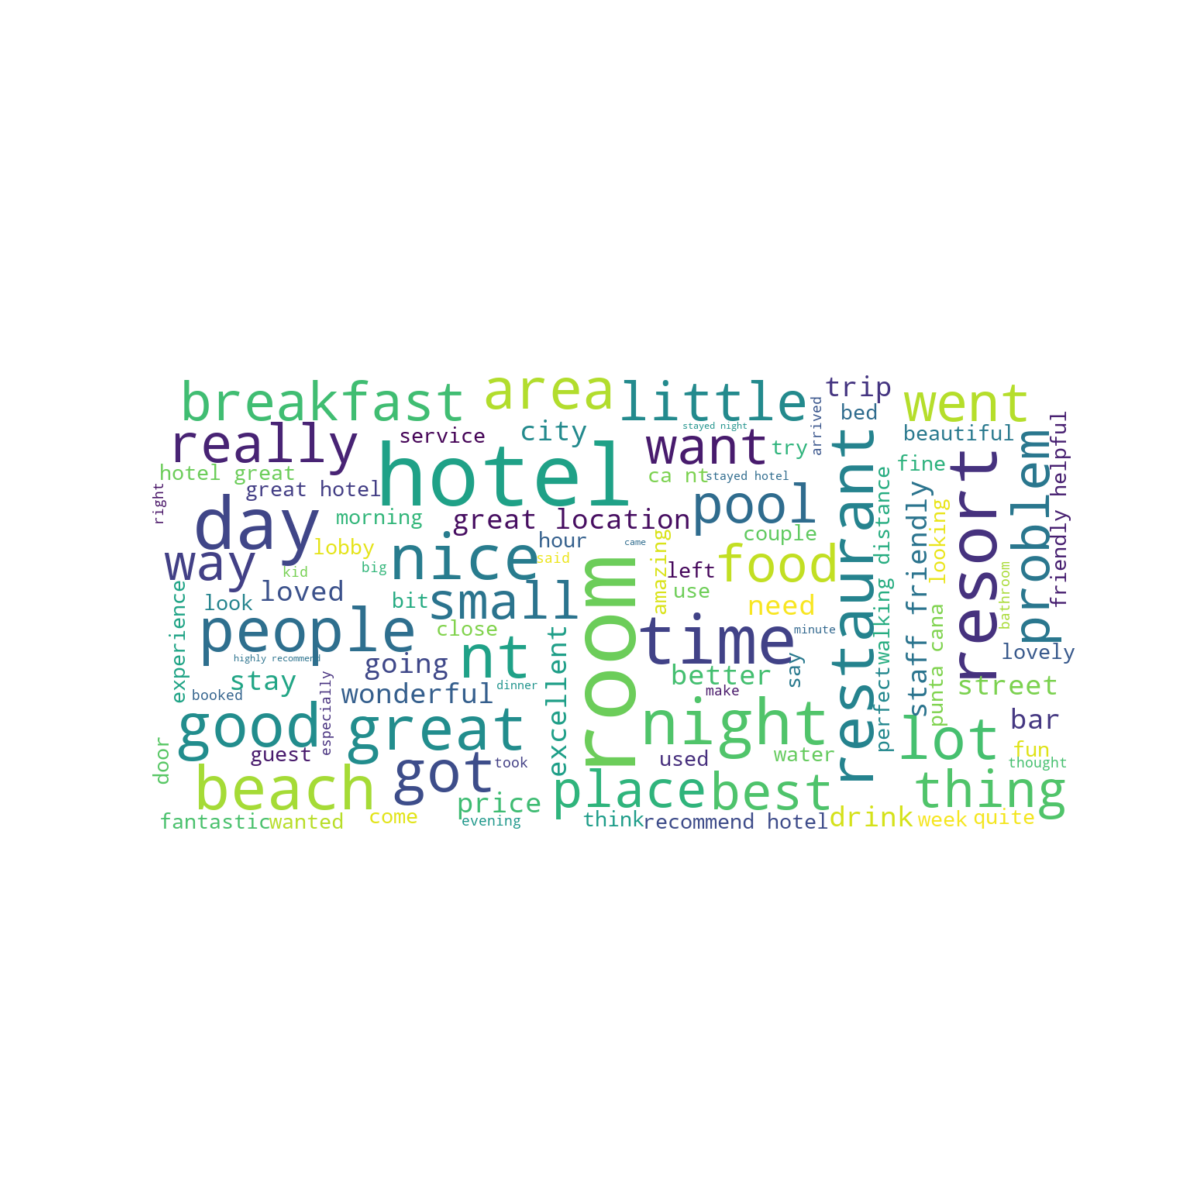 breakfast
area
little
trip
went
really
service
city
stayed night
want
try
arrived
bed
beautiful
hotel great
great hotel
hotel
ca nt
stayed hotel
fine
right
day
morning
great location
pool
restaurant
walking distance
staff friendly
looking
resort
problem
friendly helpful
way
lobby
kid
big
nice
hour
said
came
amazing
left
food
couple
use
need
bathroom
experience
look
loved
bit
small
close
room
time
minute
lovely
people
highly recommend
going
nt
excellent
better
say
perfect
punta cana
street
stay
booked
especially
wonderful
dinner
make
night
lot
bar
door
good
guest
great
got
took
used
water
fun
thought
beach
price
place
best
thing
fantastic
wanted
come
evening
think
recommend hotel
drink
week
quite